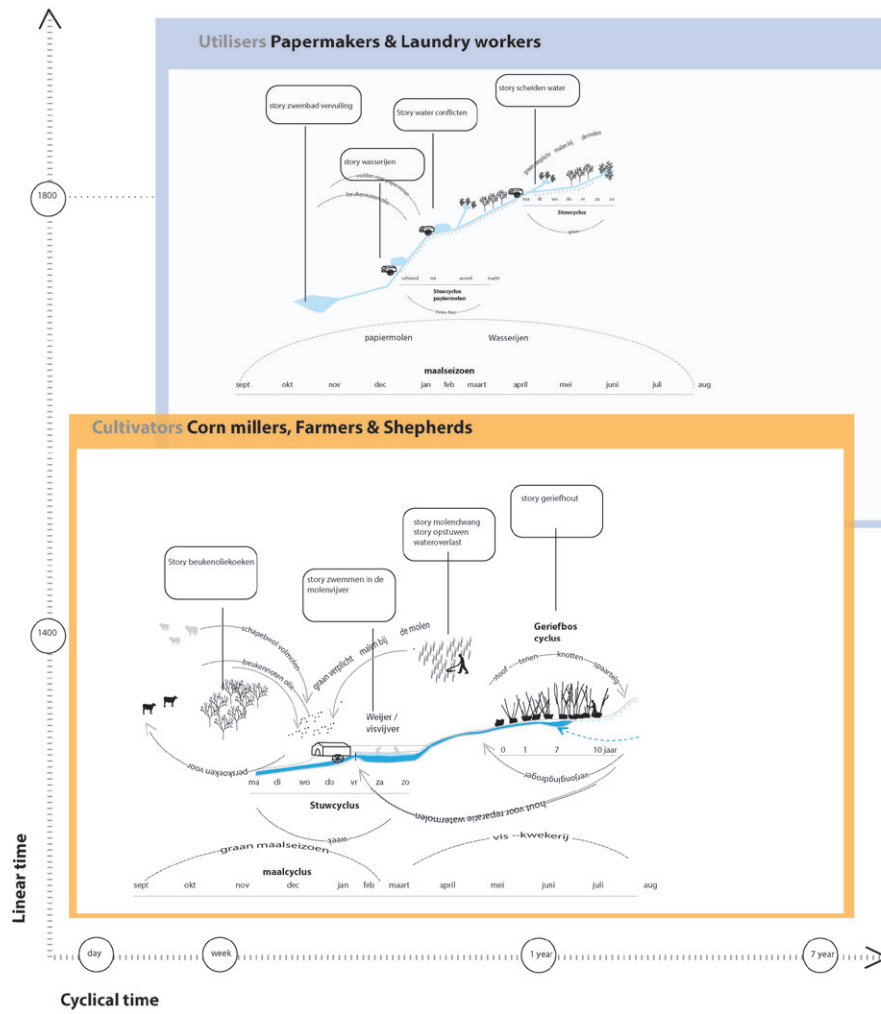 Utilisers Papermakers & Laundry workers
story zwembad vervuiling
Story water conflicten
story scheiden water
story wasserijen
graan verplicht malen bij de molen
beukennoten olie
ma di wo do vr za zo
Stuwcyclus
1800
nacht
Stuwcyclus
papiermolen
papiermolen
Wasserijen
maalseizoen
sept okt nov dec jan feb maart april mei juni juli aug
Cultivators Corn millers, Farmers & Shepherds
story geriefhout
story molendwang
story opstuwen
wateroverlast
Story beukenoliekoeken
story zwemmen in de
molenvijver
1400
Geriefbos
cyclus
schapebwol volmolen
graan verplicht malen bij de molen
stoof tenen knotten spaartelg
beukennoten olie
Weijer /
visvijver
0 1 7 10 jaar
perskoeken voor
ma di wo do vr za zo
verjongingdroger
Stuwcyclus
hout voor reparatie watermolen
week
graan maalseizoen
vis --kwekerij
maalcyclus
sept okt nov dec jan feb maart april mei juni juli aug
Linear time
day week 1 year 7 year
Cyclical time